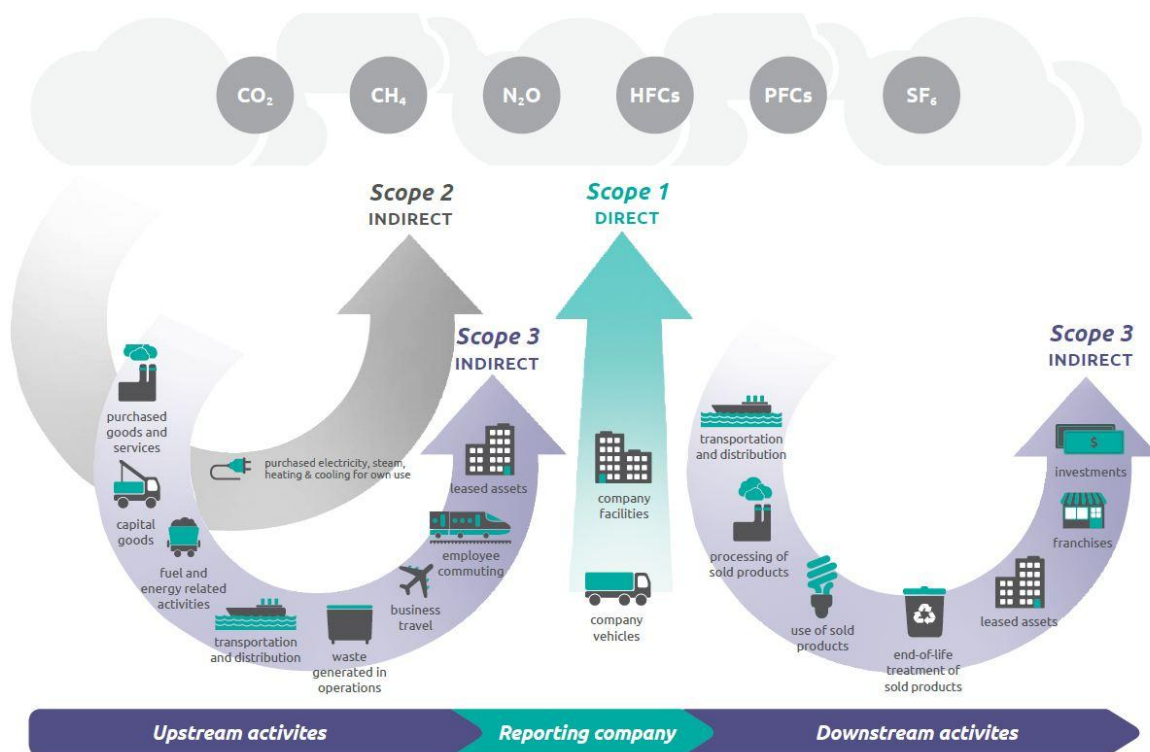 CO₂
CH₄
N₂O
HFCs
PFCs
SF₆
Scope 2
INDIRECT
Scope 1
DIRECT
Scope 3
INDIRECT
Scope 3
INDIRECT
purchased
goods and
services
capital
goods
fuel and
energy related
activities
transportation
and distribution
waste
generated in
operations
business
travel
employee
commuting
leased assets
purchased electricity, steam,
heating & cooling for own use
company
facilities
company
vehicles
transportation
and distribution
processing of
sold products
use of sold
products
end-of-life
treatment of
sold products
leased assets
franchises
$
investments
Upstream activites
Reporting company
Downstream activites